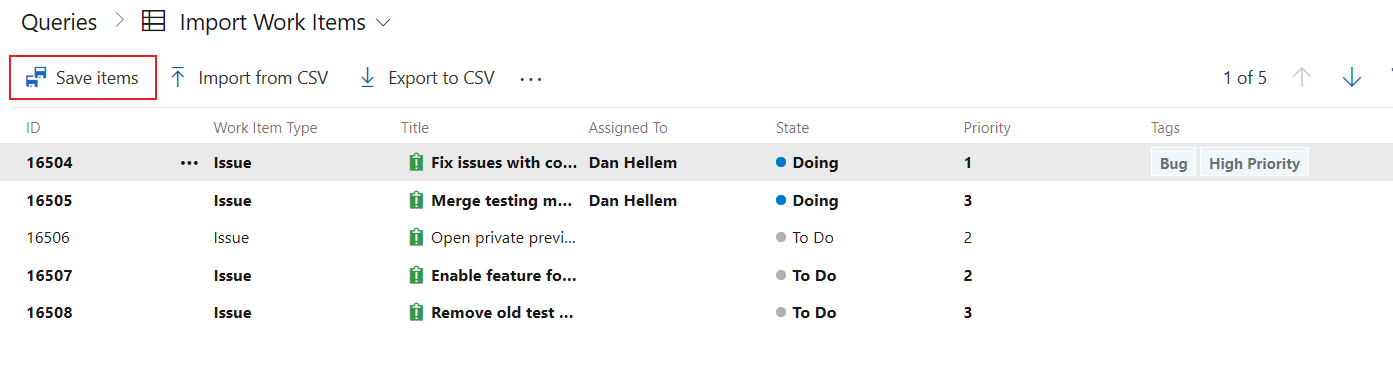 Queries > Import Work Items
Save items Import from CSV Export to CSV ... 1 of 5
ID Work Item Type Title Assigned To State Priority Tags
16504 ... Issue Fix issues with co... Dan Hellem Doing 1 Bug High Priority
16505 Issue Merge testing m... Dan Hellem Doing 3
16506 Issue Open private previ... To Do 2
16507 Issue Enable feature fo... To Do 2
16508 Issue Remove old test ... To Do 3